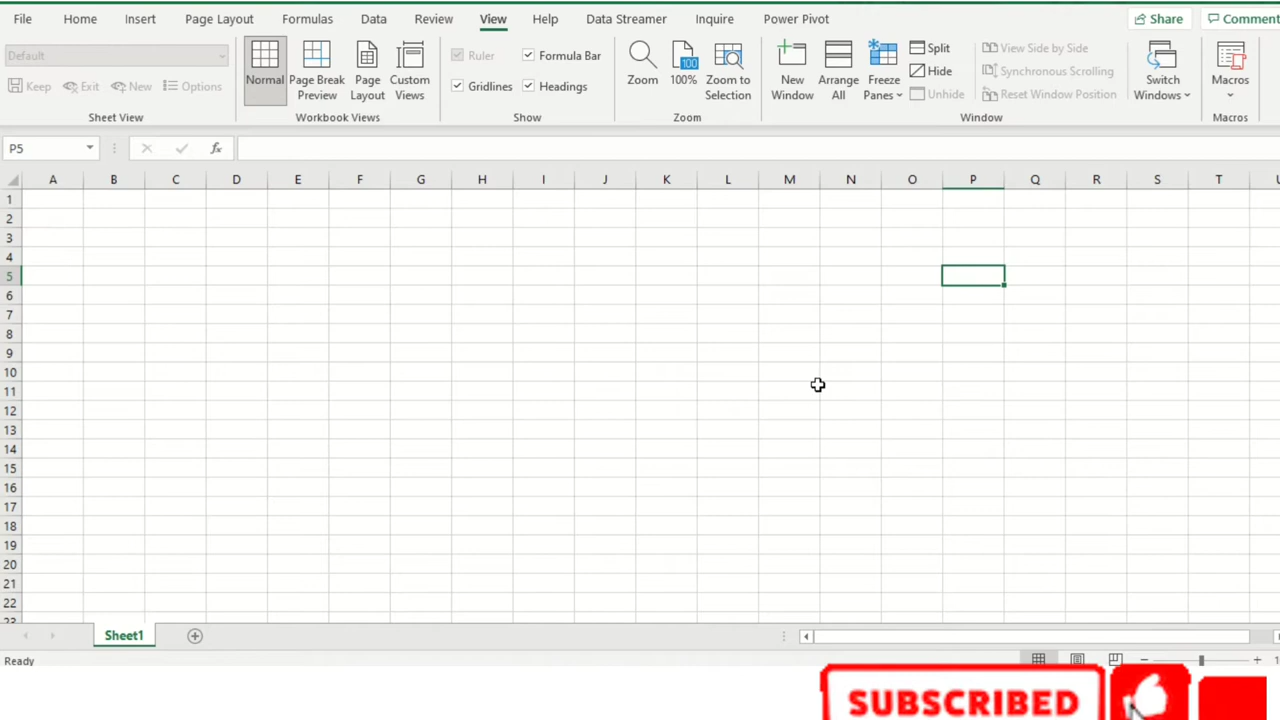 File Home Insert Page Layout Formulas Data Review View Help Data Streamer Inquire Power Pivot Share Comment
Default
Keep Exit New Options
Sheet View
Normal
Page Break Preview
Page Layout
Custom Views
Workbook Views
Ruler Formula Bar
Gridlines Headings
Show
Zoom
100
100%
Zoom to Selection
Zoom
New Window
Arrange All
Freeze Panes
Split
Hide
Unhide
View Side by Side
Synchronous Scrolling
Reset Window Position
Switch Windows
Window
Macros
Macros
P5 fx
A B C D E F G H I J K L M N O P Q R S T
1
2
3
4
5
6
7
8
9
10
11
12
13
14
15
16
17
18
19
20
21
22
23
Sheet1
Ready
SUBSCRIBED